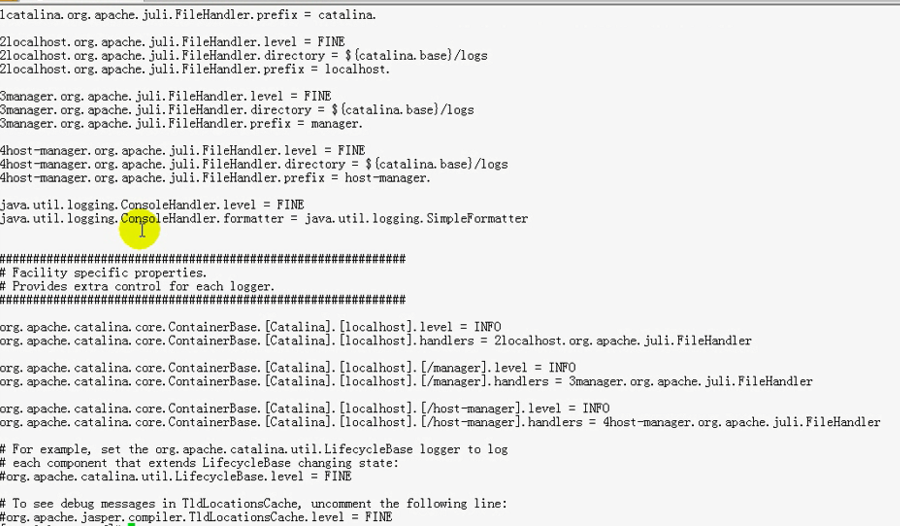 1catalina.org.apache.juli.FileHandler.prefix = catalina.
2localhost.org.apache.juli.FileHandler.level = FINE
2localhost.org.apache.juli.FileHandler.directory = ${catalina.base}/logs
2localhost.org.apache.juli.FileHandler.prefix = localhost.
3manager.org.apache.juli.FileHandler.level = FINE
3manager.org.apache.juli.FileHandler.directory = ${catalina.base}/logs
3manager.org.apache.juli.FileHandler.prefix = manager.
4host-manager.org.apache.juli.FileHandler.level = FINE
4host-manager.org.apache.juli.FileHandler.directory = ${catalina.base}/logs
4host-manager.org.apache.juli.FileHandler.prefix = host-manager.
java.util.logging.ConsoleHandler.level = FINE
java.util.logging.ConsoleHandler.formatter = java.util.logging.SimpleFormatter
############################################################
# Facility specific properties.
# Provides extra control for each logger.
############################################################
org.apache.catalina.core.ContainerBase.[Catalina].[localhost].level = INFO
org.apache.catalina.core.ContainerBase.[Catalina].[localhost].handlers = 2localhost.org.apache.juli.FileHandler
org.apache.catalina.core.ContainerBase.[Catalina].[localhost].[/manager].level = INFO
org.apache.catalina.core.ContainerBase.[Catalina].[localhost].[/manager].handlers = 3manager.org.apache.juli.FileHandler
org.apache.catalina.core.ContainerBase.[Catalina].[localhost].[/host-manager].level = INFO
org.apache.catalina.core.ContainerBase.[Catalina].[localhost].[/host-manager].handlers = 4host-manager.org.apache.juli.FileHandler
# For example, set the org.apache.catalina.util.LifecycleBase logger to log
# each component that extends LifecycleBase changing state:
#org.apache.catalina.util.LifecycleBase.level = FINE
# To see debug messages in TldLocationsCache, uncomment the following line:
#org.apache.jasper.compiler.TldLocationsCache.level = FINE